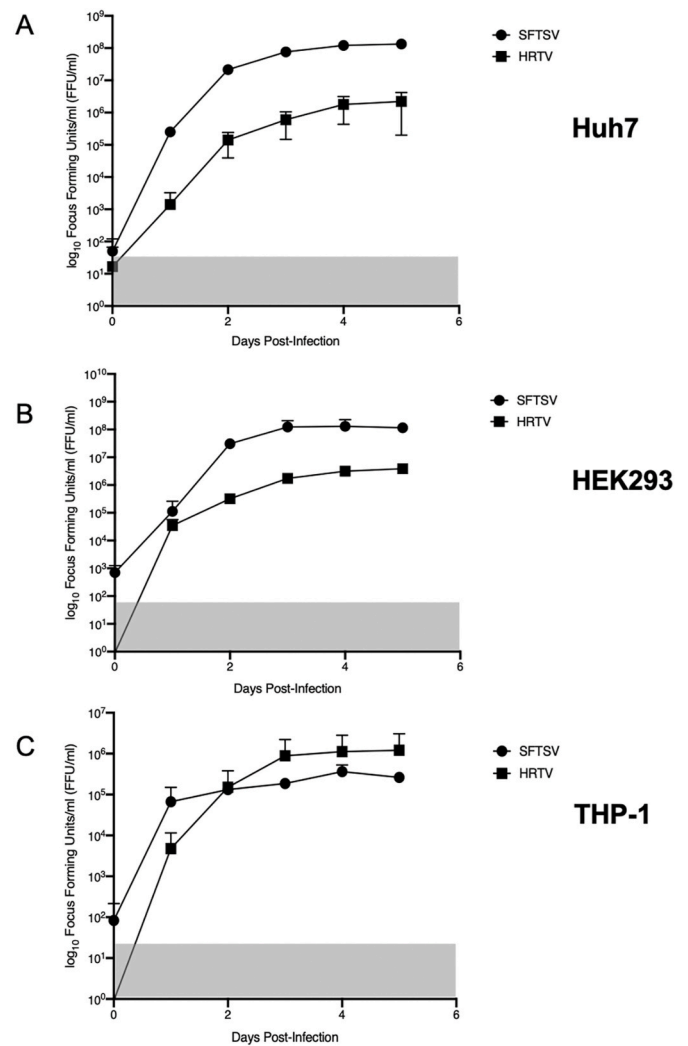 A
log10 Focus Forming Units/ml (FFU/ml)
10⁹
10⁸
10⁷
10⁶
10⁵
10⁴
10³
10²
10¹
10⁰
0 2 4 6
Days Post-Infection
SFTSV
HRTV
Huh7
B
log10 Focus Forming Units/ml (FFU/ml)
10¹⁰
10⁹
10⁸
10⁷
10⁶
10⁵
10⁴
10³
10²
10¹
10⁰
0 2 4 6
Days Post-Infection
SFTSV
HRTV
HEK293
C
log10 Focus Forming Units/ml (FFU/ml)
10⁷
10⁶
10⁵
10⁴
10³
10²
10¹
10⁰
0 2 4 6
Days Post-Infection
SFTSV
HRTV
THP-1